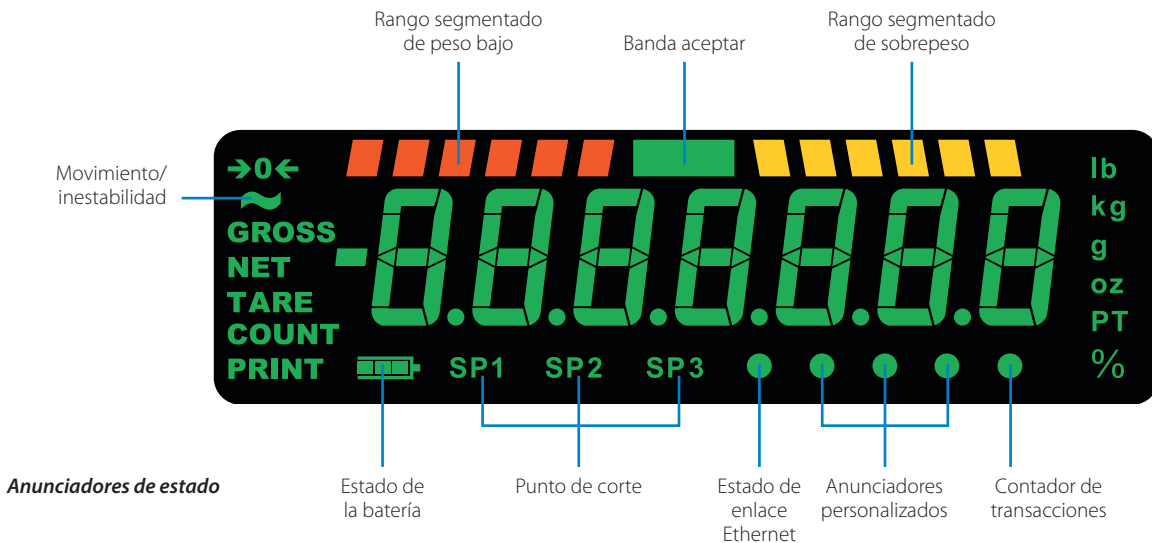 Rango segmentado
de peso bajo
Banda aceptar
Rango segmentado
de sobrepeso
Movimiento/
inestabilidad
→0←
~
GROSS
NET
TARE
COUNT
PRINT
-8.8.8.8.8.8.8
SP1 SP2 SP3
lb
kg
g
oz
PT
%
Anunciadores de estado
Estado de
la batería
Punto de corte
Estado de
enlace
Ethernet
Anunciadores
personalizados
Contador de
transacciones